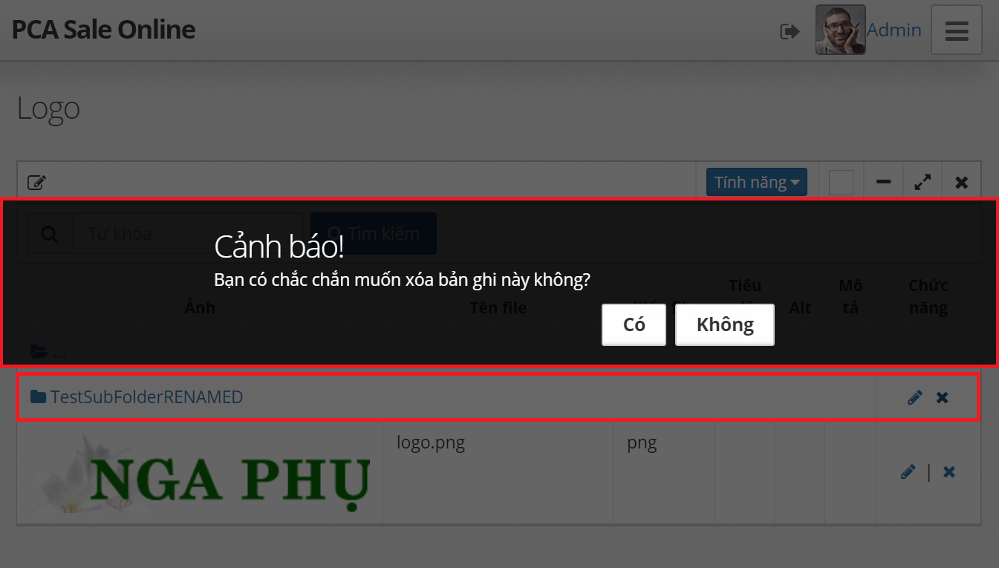 PCA Sale Online
Admin
Logo
Tính năng
Từ khóa
Tìm kiếm
Cảnh báo!
Bạn có chắc chắn muốn xóa bản ghi này không?
Có
Không
Ảnh
Tên file
Tiêu
Alt
Mô
tả
Chức
năng
...
TestSubFolderRENAMED
NGA PHỤ
logo.png
png
|